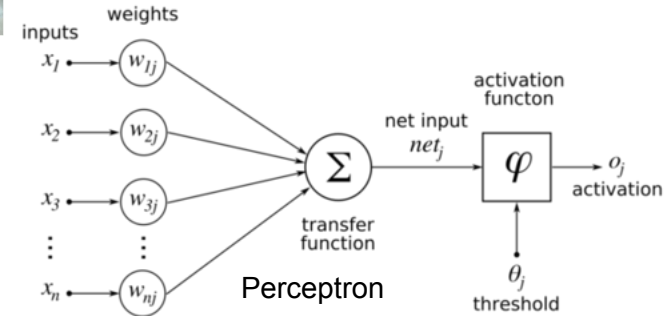 weights
inputs
x₁ w₁ⱼ
activation
functon
x₂ w₂ⱼ
net input
netⱼ
Σ φ oⱼ
activation
x₃ w₃ⱼ
transfer
function
⋮ ⋮
xₙ wₙⱼ
Perceptron
θⱼ
threshold